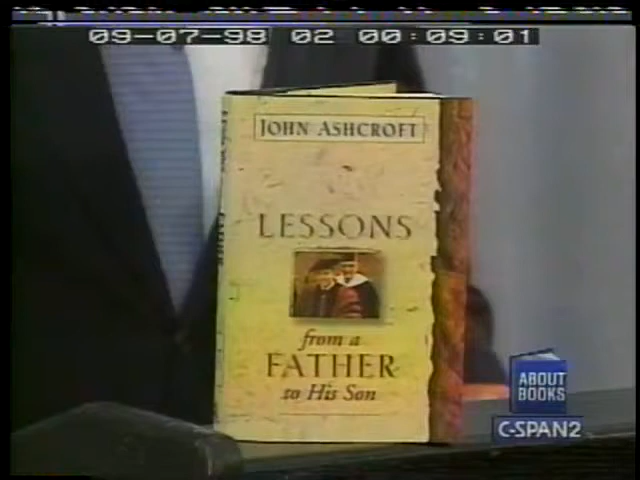 09-07-98 02 00:09:01
JOHN ASHCROFT
LESSONS
from a
FATHER
to His Son
ABOUT
BOOKS
C-SPAN2